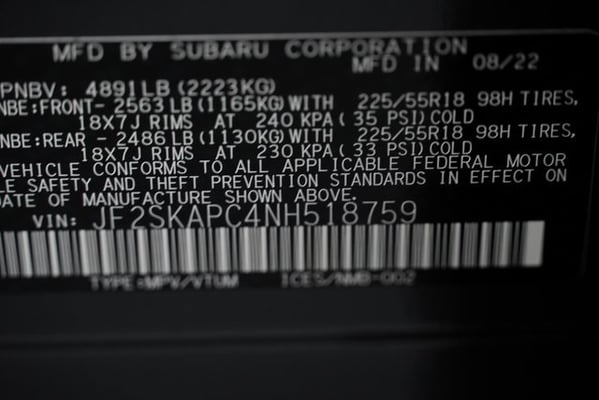 MFD BY SUBARU CORPORATION
MFD IN 08/22
PNBV: 4891LB (2223KG)
NBE:FRONT- 2563 LB (1165KG) WITH 225/55R18 98H TIRES,
18X7J RIMS AT 240 KPA ( 35 PSI) COLD
NBE:REAR - 2486 LB (1130KG) WITH 225/55R18 98H TIRES,
18X7J RIMS AT 230 KPA ( 33 PSI) COLD
VEHICLE CONFORMS TO ALL APPLICABLE FEDERAL MOTOR
LE SAFETY AND THEFT PREVENTION STANDARDS IN EFFECT ON
DATE OF MANUFACTURE SHOWN ABOVE.
VIN: JF2SKAPC4NH518759
TYPE:MPV/VTUM ICES/NMB-002